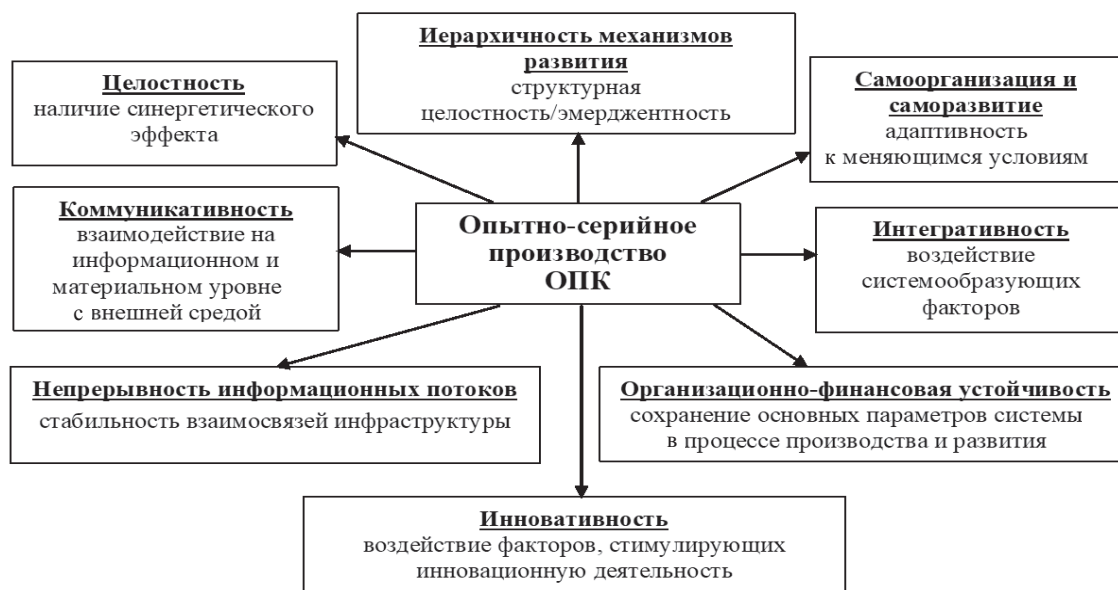 Иерархичность механизмов
развития
структурная
целостность/эмерджентность
Целостность
наличие синергетического
эффекта
Самоорганизация и
саморазвитие
адаптивность
к меняющимся условиям
Коммуникативность
взаимодействие на
информационном и
материальном уровне
с внешней средой
Опытно-серийное
производство
ОПК
Интегративность
воздействие
системообразующих
факторов
Непрерывность информационных потоков
стабильность взаимосвязей инфраструктуры
Организационно-финансовая устойчивость
сохранение основных параметров системы
в процессе производства и развития
Инновативность
воздействие факторов, стимулирующих
инновационную деятельность